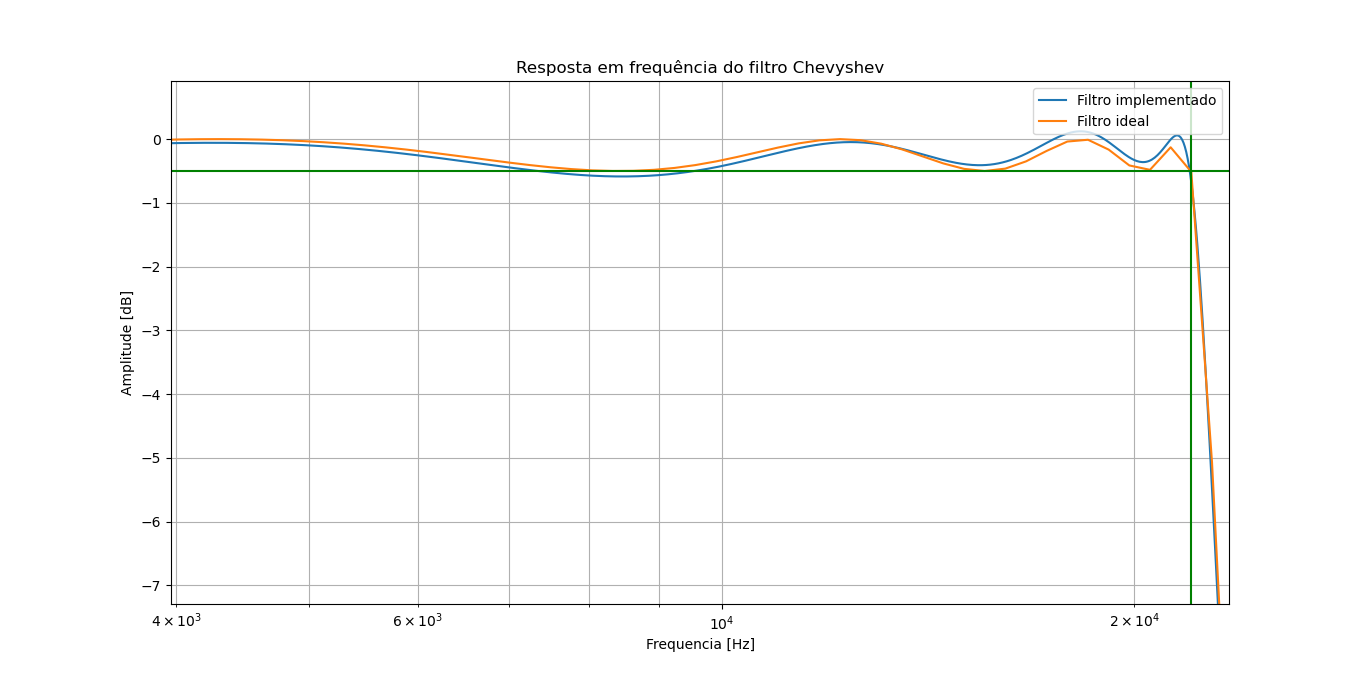 Resposta em frequência do filtro Chevyshev
Filtro implementado
Filtro ideal
Amplitude [dB]
0
−1
−2
−3
−4
−5
−6
−7
4 × 10³
6 × 10³
10⁴
2 × 10⁴
Frequencia [Hz]